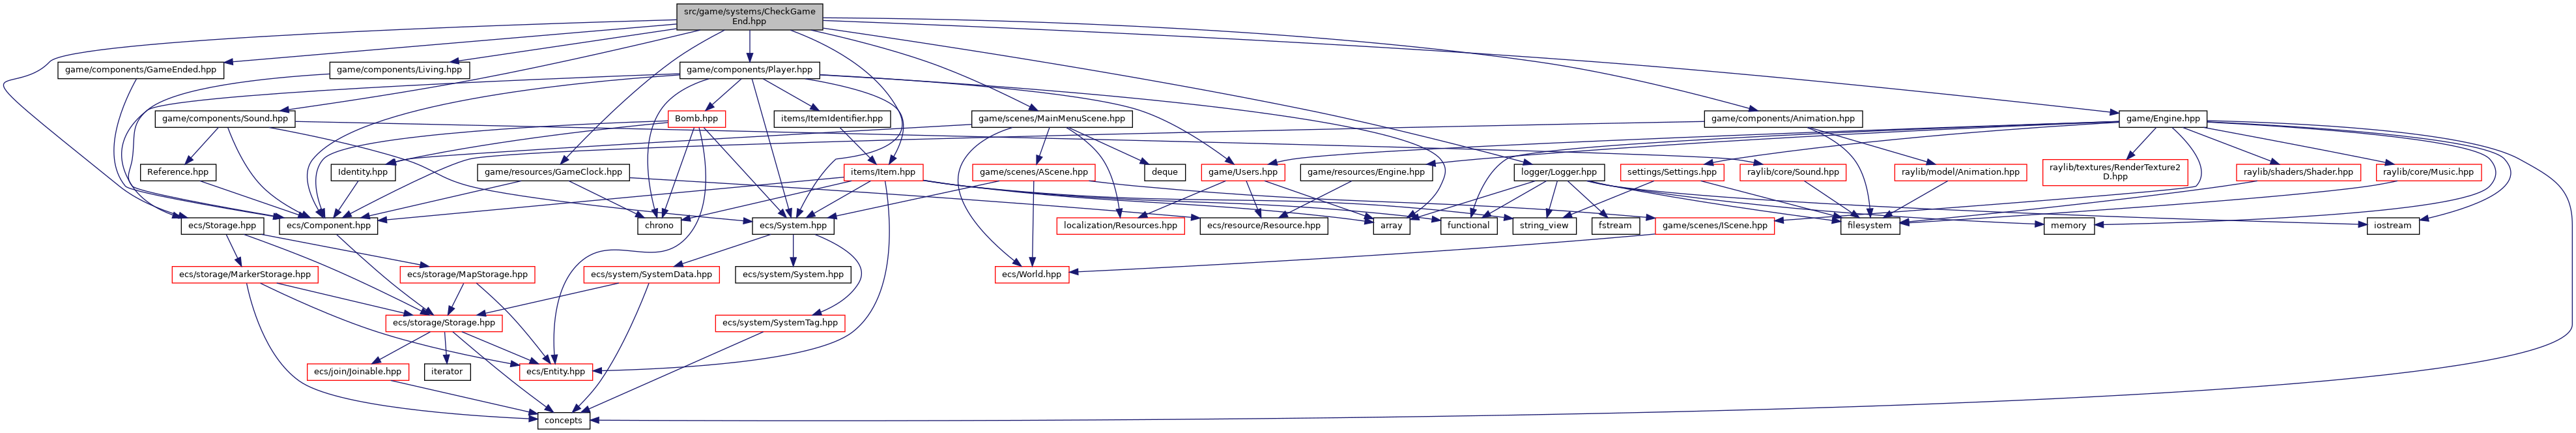 src/game/systems/CheckGame
End.hpp
game/components/GameEnded.hpp
game/components/Living.hpp
game/components/Player.hpp
game/components/Sound.hpp
Bomb.hpp
items/ItemIdentifier.hpp
game/scenes/MainMenuScene.hpp
game/components/Animation.hpp
game/Engine.hpp
Reference.hpp
Identity.hpp
game/resources/GameClock.hpp
items/Item.hpp
game/scenes/AScene.hpp
deque
game/Users.hpp
game/resources/Engine.hpp
logger/Logger.hpp
settings/Settings.hpp
raylib/core/Sound.hpp
raylib/model/Animation.hpp
raylib/textures/RenderTexture2
D.hpp
raylib/shaders/Shader.hpp
raylib/core/Music.hpp
ecs/Storage.hpp
ecs/Component.hpp
chrono
ecs/System.hpp
localization/Resources.hpp
ecs/resource/Resource.hpp
array
functional
string_view
fstream
game/scenes/IScene.hpp
filesystem
memory
iostream
ecs/storage/MarkerStorage.hpp
ecs/storage/MapStorage.hpp
ecs/system/SystemData.hpp
ecs/system/System.hpp
ecs/World.hpp
ecs/storage/Storage.hpp
ecs/system/SystemTag.hpp
ecs/join/Joinable.hpp
iterator
ecs/Entity.hpp
concepts